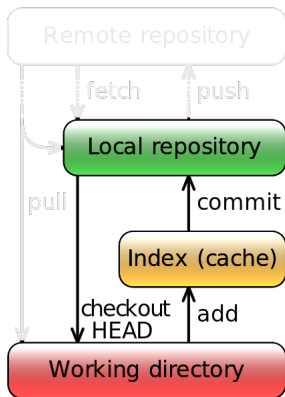 Remote repository
fetch
push
Local repository
pull
commit
Index (cache)
checkout
HEAD
add
Working directory